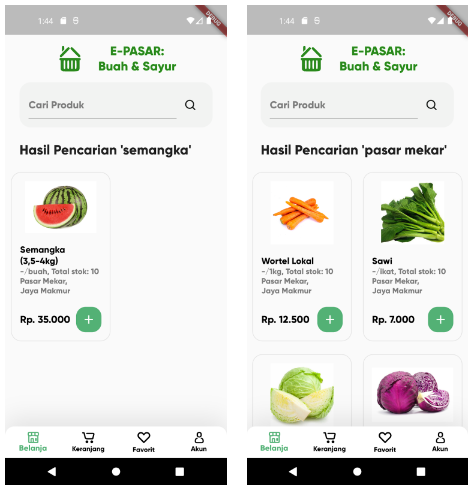 1:44
DEBUG
E-PASAR:
Buah & Sayur
Cari Produk
Hasil Pencarian 'semangka'
Semangka
(3,5-4kg)
-/buah, Total stok: 10
Pasar Mekar,
Jaya Makmur
Rp. 35.000
+
Belanja
Keranjang
Favorit
Akun
1:44
DEBUG
E-PASAR:
Buah & Sayur
Cari Produk
Hasil Pencarian 'pasar mekar'
Wortel Lokal
-/1kg, Total stok: 10
Pasar Mekar,
Jaya Makmur
Rp. 12.500
+
Sawi
-/ikat, Total stok: 10
Pasar Mekar,
Jaya Makmur
Rp. 7.000
+
Belanja
Keranjang
Favorit
Akun